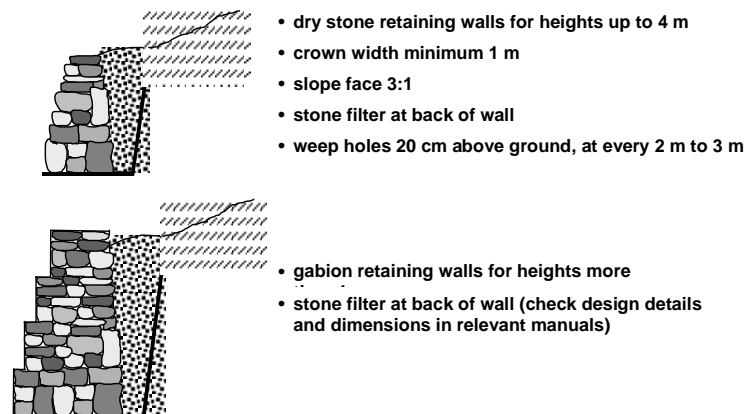 • dry stone retaining walls for heights up to 4 m
• crown width minimum 1 m
• slope face 3:1
• stone filter at back of wall
• weep holes 20 cm above ground, at every 2 m to 3 m
• gabion retaining walls for heights more
• stone filter at back of wall (check design details
and dimensions in relevant manuals)